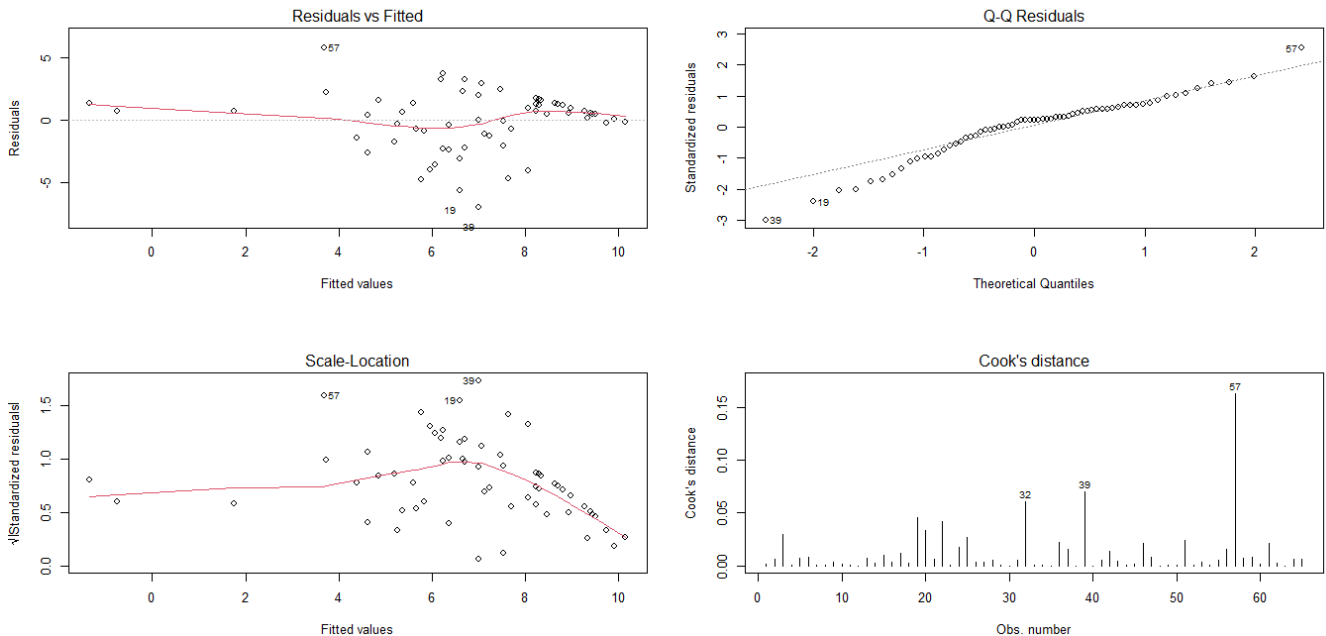 Residuals vs Fitted
Residuals
5
0
-5
57
19
39
0 2 4 6 8 10
Fitted values
Q-Q Residuals
Standardized residuals
3
2
1
0
-1
-2
-3
57
19
39
-2 -1 0 1 2
Theoretical Quantiles
Scale-Location
√|Standardized residuals|
1.5
1.0
0.5
0.0
39
57
19
0 2 4 6 8 10
Fitted values
Cook's distance
Cook's distance
0.15
0.10
0.05
0.00
57
32
39
0 10 20 30 40 50 60
Obs. number